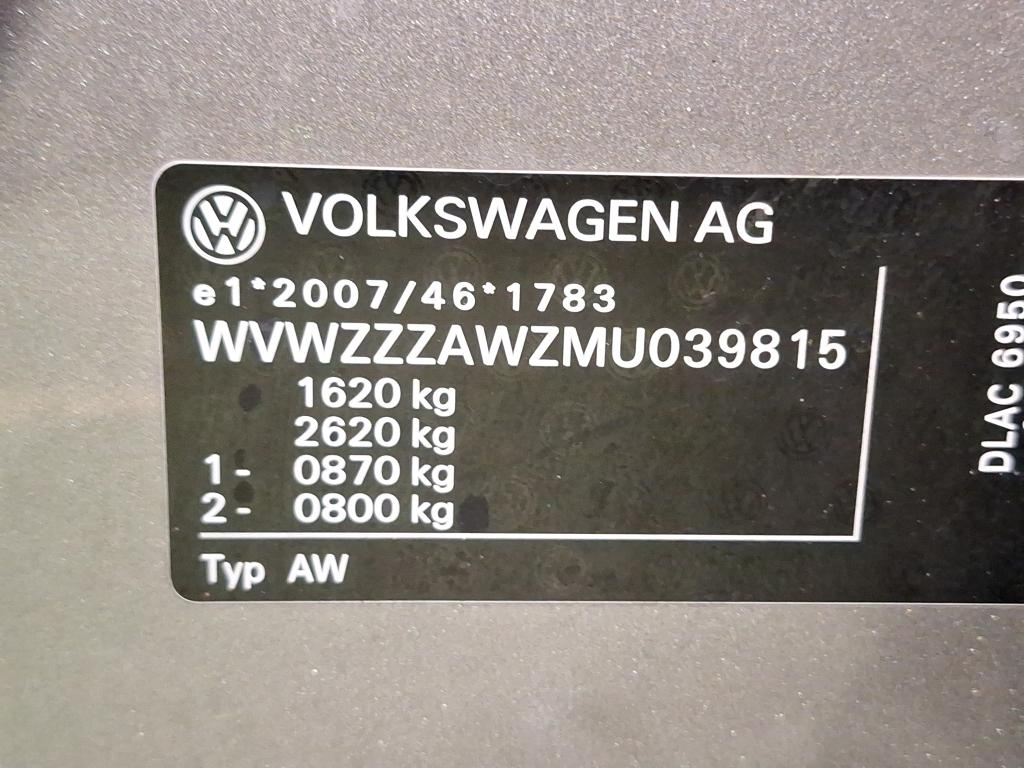 VOLKSWAGEN AG
e1*2007/46*1783
WVWZZZAWZMU039815
1620 kg
2620 kg
1- 0870 kg
2- 0800 kg
Typ AW
DLAC 6950